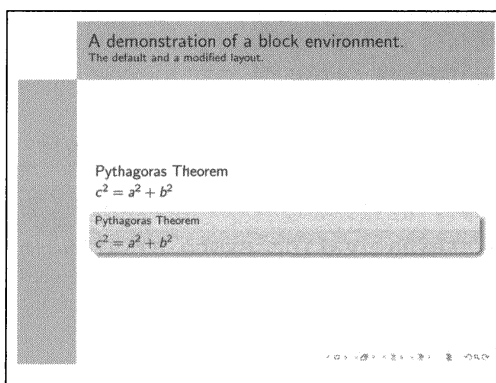 A demonstration of a block environment.
The default and a modified layout.
Pythagoras Theorem
c² = a² + b²
Pythagoras Theorem
c² = a² + b²